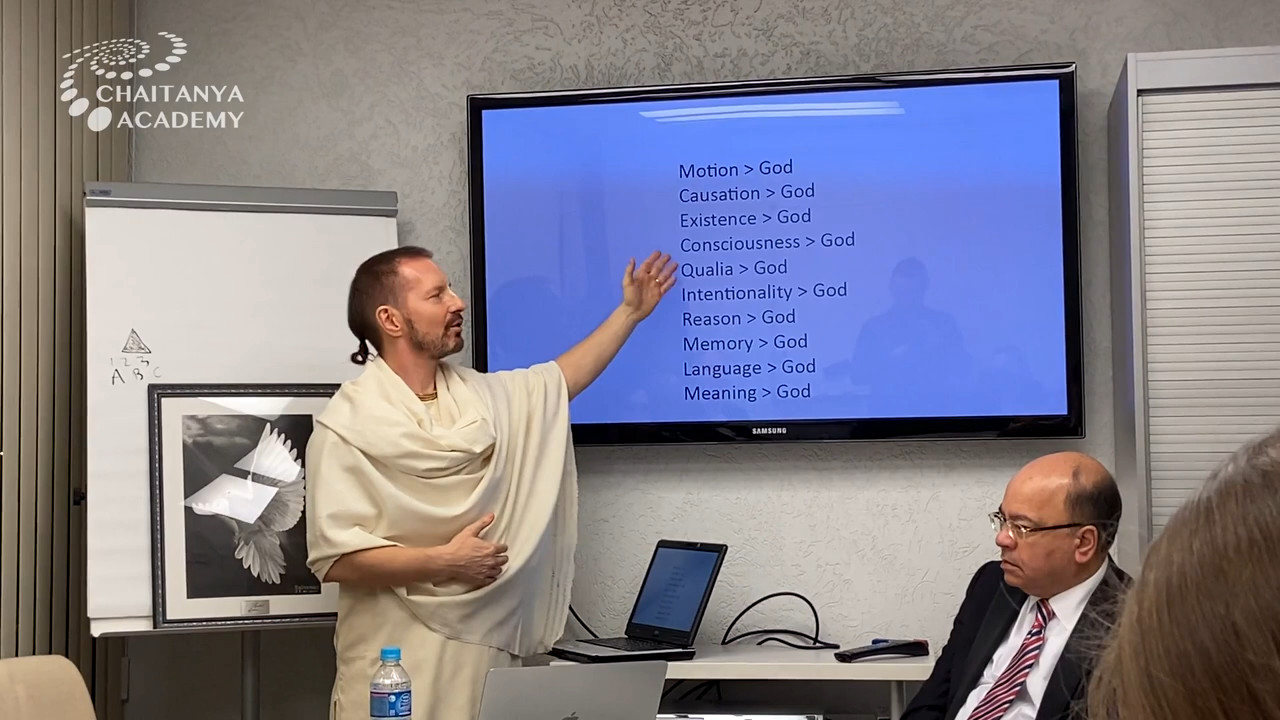 CHAITANYA
ACADEMY
Motion > God
Causation > God
Existence > God
Consciousness > God
Qualia > God
Intentionality > God
Reason > God
Memory > God
Language > God
Meaning > God
SAMSUNG
1 2 3
A B C